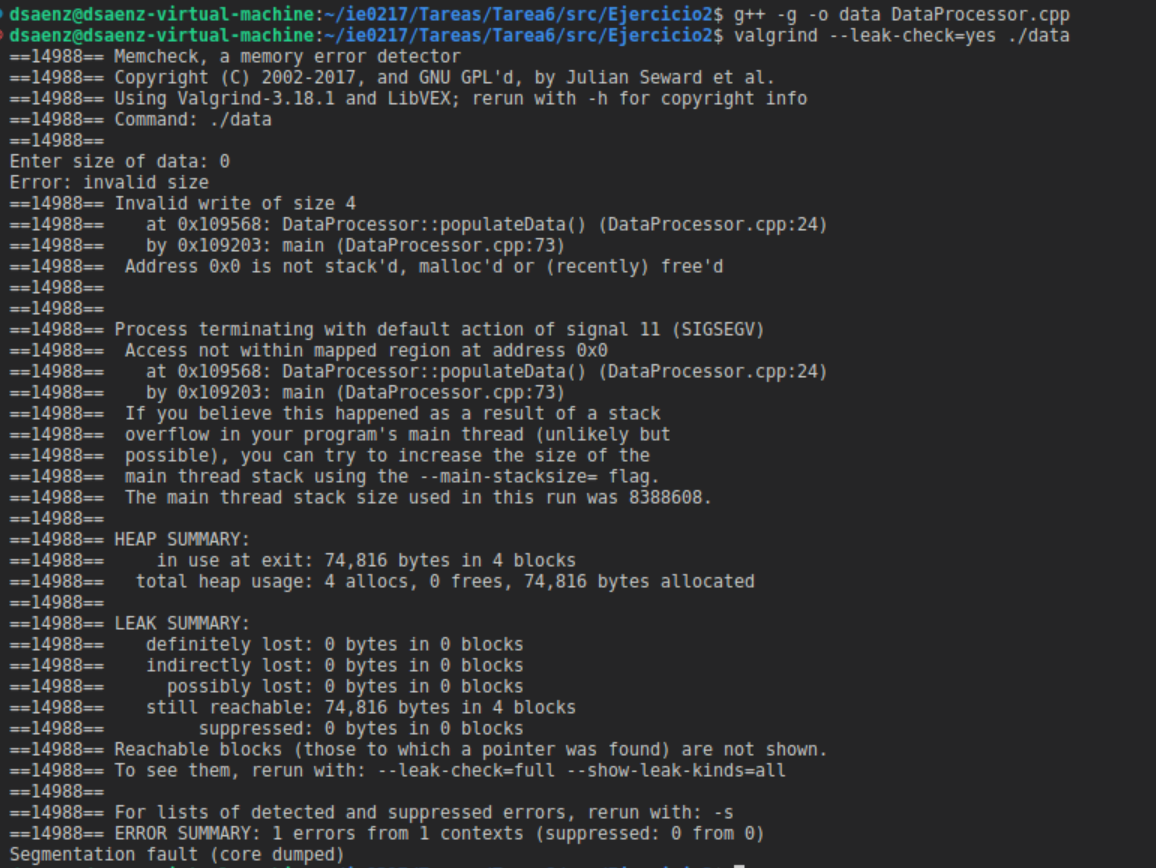 dsaenz@dsaenz-virtual-machine:~/ie0217/Tareas/Tarea6/src/Ejercicio2$ g++ -g -o data DataProcessor.cpp
dsaenz@dsaenz-virtual-machine:~/ie0217/Tareas/Tarea6/src/Ejercicio2$ valgrind --leak-check=yes ./data
==14988== Memcheck, a memory error detector
==14988== Copyright (C) 2002-2017, and GNU GPL'd, by Julian Seward et al.
==14988== Using Valgrind-3.18.1 and LibVEX; rerun with -h for copyright info
==14988== Command: ./data
==14988==
Enter size of data: 0
Error: invalid size
==14988== Invalid write of size 4
==14988==    at 0x109568: DataProcessor::populateData() (DataProcessor.cpp:24)
==14988==    by 0x109203: main (DataProcessor.cpp:73)
==14988==  Address 0x0 is not stack'd, malloc'd or (recently) free'd
==14988==
==14988==
==14988== Process terminating with default action of signal 11 (SIGSEGV)
==14988==  Access not within mapped region at address 0x0
==14988==    at 0x109568: DataProcessor::populateData() (DataProcessor.cpp:24)
==14988==    by 0x109203: main (DataProcessor.cpp:73)
==14988==  If you believe this happened as a result of a stack
==14988==  overflow in your program's main thread (unlikely but
==14988==  possible), you can try to increase the size of the
==14988==  main thread stack using the --main-stacksize= flag.
==14988==  The main thread stack size used in this run was 8388608.
==14988==
==14988== HEAP SUMMARY:
==14988==     in use at exit: 74,816 bytes in 4 blocks
==14988==   total heap usage: 4 allocs, 0 frees, 74,816 bytes allocated
==14988==
==14988== LEAK SUMMARY:
==14988==    definitely lost: 0 bytes in 0 blocks
==14988==    indirectly lost: 0 bytes in 0 blocks
==14988==      possibly lost: 0 bytes in 0 blocks
==14988==    still reachable: 74,816 bytes in 4 blocks
==14988==         suppressed: 0 bytes in 0 blocks
==14988== Reachable blocks (those to which a pointer was found) are not shown.
==14988== To see them, rerun with: --leak-check=full --show-leak-kinds=all
==14988==
==14988== For lists of detected and suppressed errors, rerun with: -s
==14988== ERROR SUMMARY: 1 errors from 1 contexts (suppressed: 0 from 0)
Segmentation fault (core dumped)